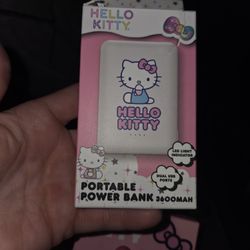 HELLO KITTY
HELLO
KITTY
LED LIGHT
INDICATOR
DUAL USB
PORTS
PORTABLE
POWER BANK 3600MAH